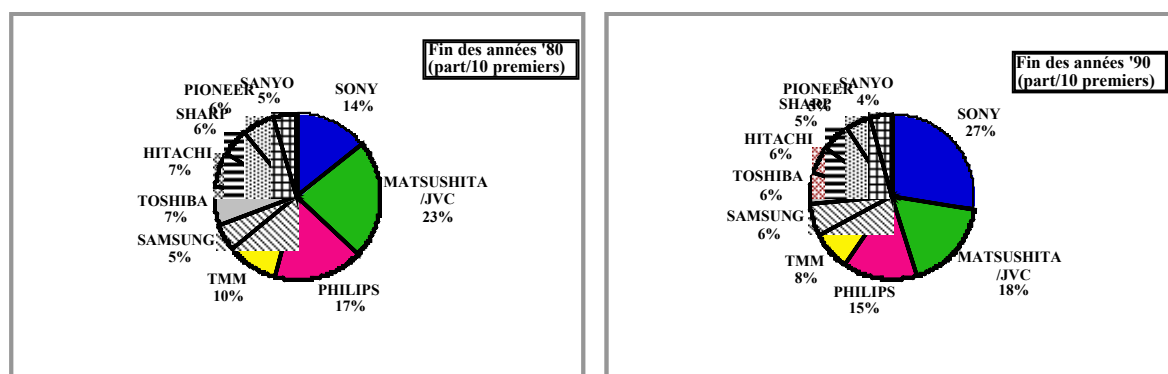 Fin des années '80
(part/10 premiers)
SONY
14%
MATSUSHITA
/JVC
23%
PHILIPS
17%
TMM
10%
SAMSUNG
5%
TOSHIBA
7%
HITACHI
7%
SHARP
6%
PIONEER
6%
SANYO
5%
Fin des années '90
(part/10 premiers)
SONY
27%
MATSUSHITA
/JVC
18%
PHILIPS
15%
TMM
8%
SAMSUNG
6%
TOSHIBA
6%
HITACHI
6%
SHARP
5%
PIONEER
SANYO
4%